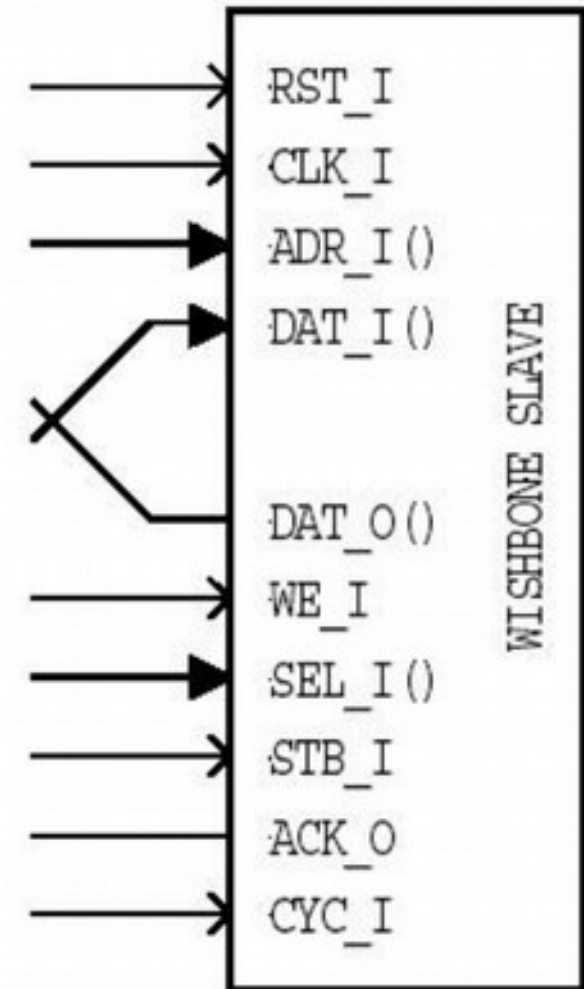 RST_I
CLK_I
ADR_I()
DAT_I()
DAT_O()
WE_I
SEL_I()
STB_I
ACK_O
CYC_I
WISHBONE SLAVE